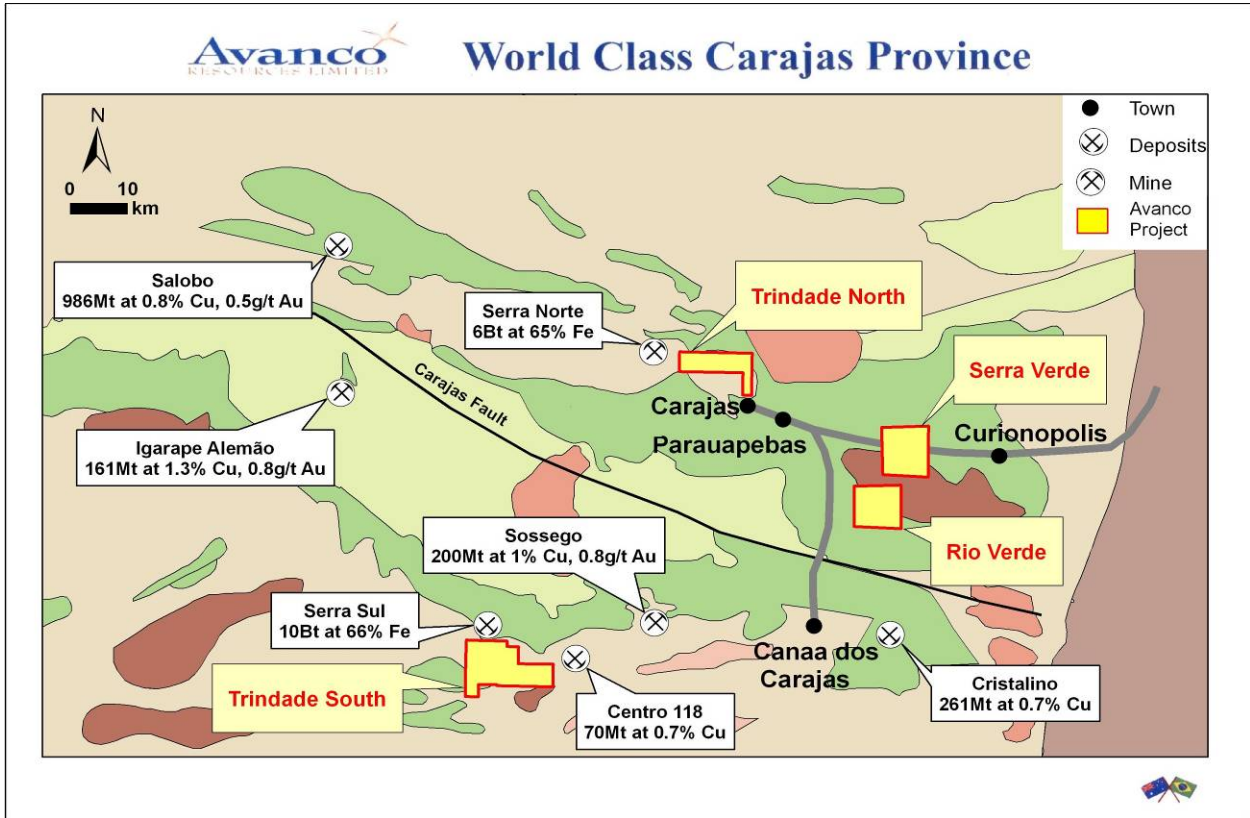 Avanco
RESOURCES LIMITED
World Class Carajas Province
N
0 10
km
Town
Deposits
Mine
Avanco
Project
Salobo
986Mt at 0.8% Cu, 0.5g/t Au
Serra Norte
6Bt at 65% Fe
Trindade North
Serra Verde
Carajas Fault
Carajas
Parauapebas
Curionopolis
Igarape Alemão
161Mt at 1.3% Cu, 0.8g/t Au
Sossego
200Mt at 1% Cu, 0.8g/t Au
Rio Verde
Serra Sul
10Bt at 66% Fe
Canaa dos
Carajas
Trindade South
Centro 118
70Mt at 0.7% Cu
Cristalino
261Mt at 0.7% Cu